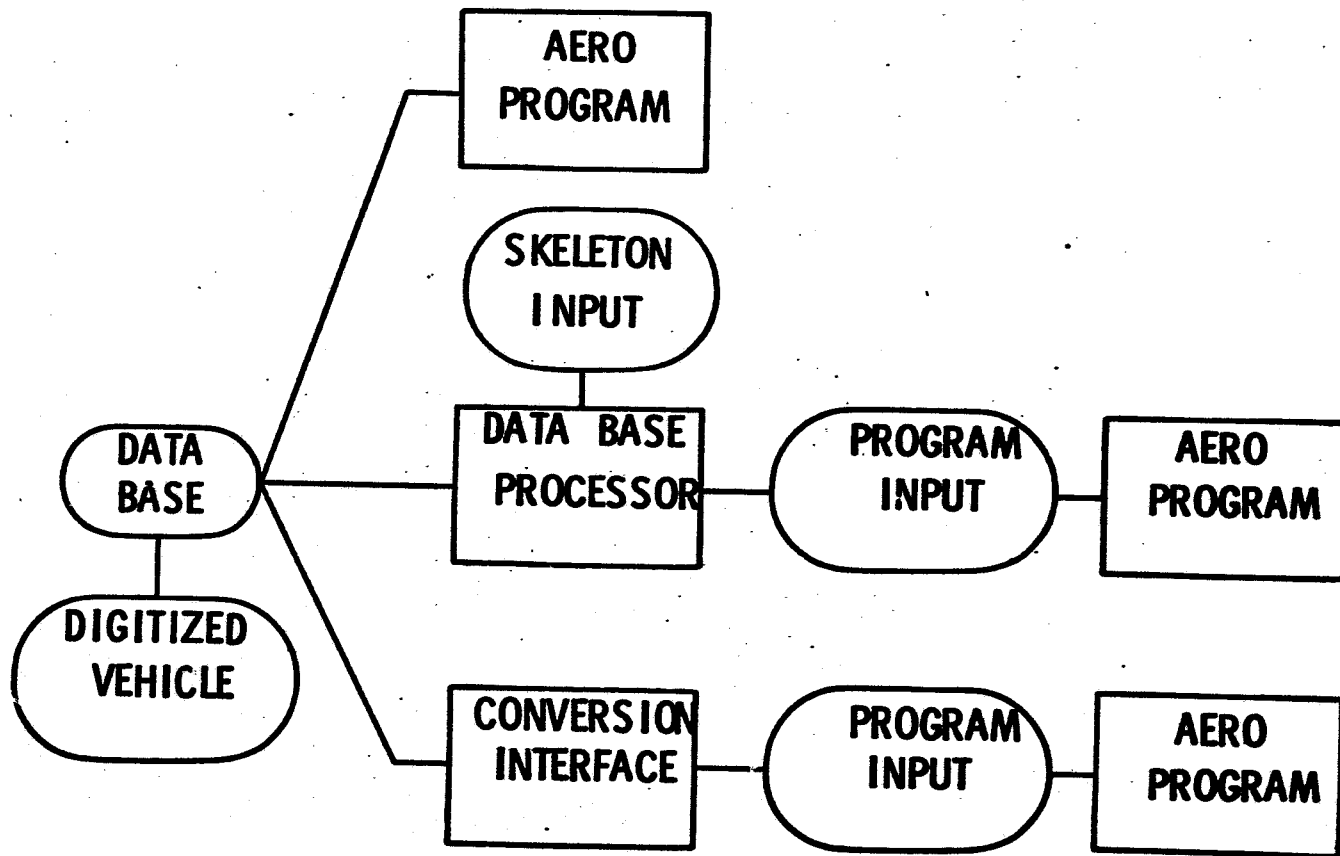 AERO
PROGRAM
SKELETON
INPUT
DATA BASE
PROCESSOR
PROGRAM
INPUT
AERO
PROGRAM
DATA
BASE
DIGITIZED
VEHICLE
CONVERSION
INTERFACE
PROGRAM
INPUT
AERO
PROGRAM